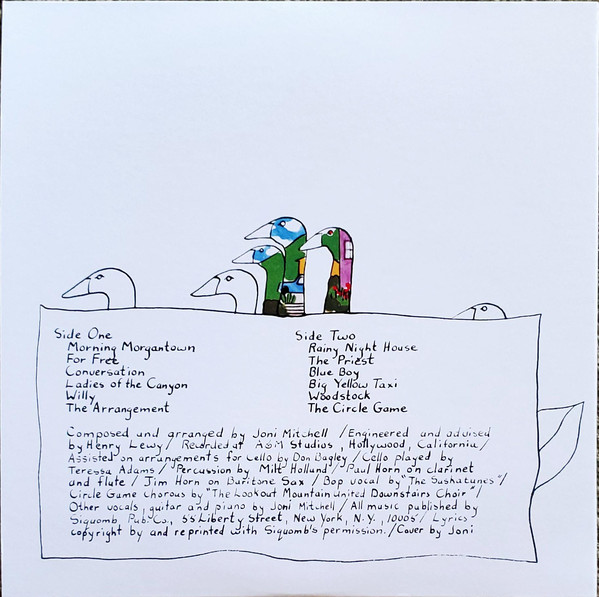 Side One
Morning Morgantown
For Free
Conversation
Ladies of the Canyon
Willy
The Arrangement
Side Two
Rainy Night House
The Priest
Blue Boy
Big Yellow Taxi
Woodstock
The Circle Game
Composed and arranged by Joni Mitchell / Engineered and advised
by Henry Lewy / Recorded at A&M Studios, Hollywood, California /
Assisted on arrangements for cello by Don Bagley / Cello played by
Teressa Adams / Percussion by Milt Holland / Paul Horn on clarinet
and flute / Jim Horn on Baritone Sax / Bop vocal by "The Saskatunes" /
Circle Game chorous by "The Lookout Mountain United Downstairs Choir" /
Other vocals, guitar and piano by Joni Mitchell / All music published by
Siquomb Pub. Co., 55 Liberty Street, New York, N.Y., 10005 / Lyrics
copyright by and reprinted with Siquomb's permission. / Cover by Joni